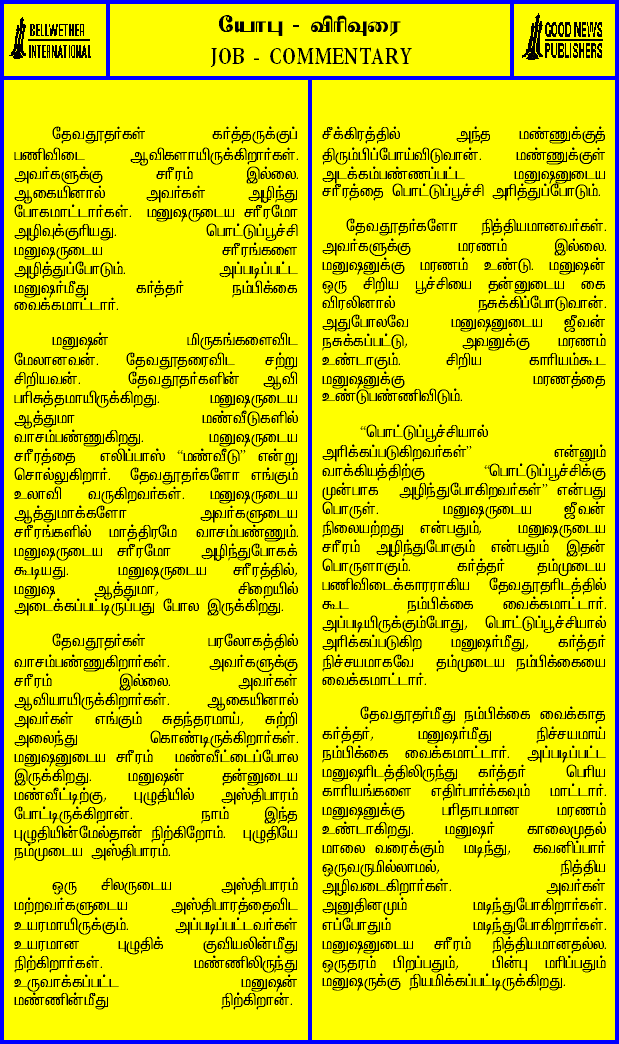 BELLWETHER
INTERNATIONAL
யோபு - விரிவுரை
JOB - COMMENTARY
GOOD NEWS
PUBLISHERS
தேவதூதர்கள் கர்த்தருக்குப்
பணிவிடை ஆவிகளாயிருக்கிறார்கள்.
அவர்களுக்கு சரீரம் இல்லை.
ஆகையினால் அவர்கள் அழிந்து
போகமாட்டார்கள். மனுஷருடைய சரீரமோ
அழிவுக்குரியது. பொட்டுப்பூச்சி
மனுஷருடைய சரீரங்களை
அழித்துப்போடும். அப்படிப்பட்ட
மனுஷர்மீது கர்த்தர் நம்பிக்கை
வைக்கமாட்டார்.
மனுஷன் மிருகங்களைவிட
மேலானவன். தேவதூதரைவிட சற்று
சிறியவன். தேவதூதர்களின் ஆவி
பரிசுத்தமாயிருக்கிறது. மனுஷருடைய
ஆத்துமா மண்வீடுகளில்
வாசம்பண்ணுகிறது. மனுஷருடைய
சரீரத்தை எலிப்பாஸ் “மண்வீடு” என்று
சொல்லுகிறார். தேவதூதர்களோ எங்கும்
உலாவி வருகிறவர்கள். மனுஷருடைய
ஆத்துமாக்களோ அவர்களுடைய
சரீரங்களில் மாத்திரமே வாசம்பண்ணும்.
மனுஷருடைய சரீரமோ அழிந்துபோகக்
கூடியது. மனுஷருடைய சரீரத்தில்,
மனுஷ ஆத்துமா, சிறையில்
அடைக்கப்பட்டிருப்பது போல இருக்கிறது.
தேவதூதர்கள் பரலோகத்தில்
வாசம்பண்ணுகிறார்கள். அவர்களுக்கு
சரீரம் இல்லை. அவர்கள்
ஆவியாயிருக்கிறார்கள். ஆகையினால்
அவர்கள் எங்கும் சுதந்தரமாய், சுற்றி
அலைந்து கொண்டிருக்கிறார்கள்.
மனுஷனுடைய சரீரம் மண்வீட்டைப்போல
இருக்கிறது. மனுஷன் தன்னுடைய
மண்வீட்டிற்கு, புழுதியில் அஸ்திபாரம்
போட்டிருக்கிறான். நாம் இந்த
புழுதியின்மேல்தான் நிற்கிறோம். புழுதியே
நம்முடைய அஸ்திபாரம்.
ஒரு சிலருடைய அஸ்திபாரம்
மற்றவர்களுடைய அஸ்திபாரத்தைவிட
உயரமாயிருக்கும். அப்படிப்பட்டவர்கள்
உயரமான புழுதிக் குவியலின்மீது
நிற்கிறார்கள். மண்ணிலிருந்து
உருவாக்கப்பட்ட மனுஷன்
மண்ணின்மீது நிற்கிறான்.
சீக்கிரத்தில் அந்த மண்ணுக்குத்
திரும்பிப்போய்விடுவான். மண்ணுக்குள்
அடக்கம்பண்ணப்பட்ட மனுஷனுடைய
சரீரத்தை பொட்டுப்பூச்சி அரித்துப்போடும்.
தேவதூதர்களோ நித்தியமானவர்கள்.
அவர்களுக்கு மரணம் இல்லை.
மனுஷனுக்கு மரணம் உண்டு. மனுஷன்
ஒரு சிறிய பூச்சியை தன்னுடைய கை
விரலினால் நசுக்கிப்போடுவான்.
அதுபோலவே மனுஷனுடைய ஜீவன்
நசுக்கப்பட்டு, அவனுக்கு மரணம்
உண்டாகும். சிறிய காரியம்கூட
மனுஷனுக்கு மரணத்தை
உண்டுபண்ணிவிடும்.
“பொட்டுப்பூச்சியால்
அரிக்கப்படுகிறவர்கள்” என்னும்
வாக்கியத்திற்கு “பொட்டுப்பூச்சிக்கு
முன்பாக அழிந்துபோகிறவர்கள்” என்பது
பொருள். மனுஷருடைய ஜீவன்
நிலையற்றது என்பதும், மனுஷருடைய
சரீரம் அழிந்துபோகும் என்பதும் இதன்
பொருளாகும். கர்த்தர் தம்முடைய
பணிவிடைக்காரராகிய தேவதூதரிடத்தில்
கூட நம்பிக்கை வைக்கமாட்டார்.
அப்படியிருக்கும்போது, பொட்டுப்பூச்சியால்
அரிக்கப்படுகிற மனுஷர்மீது, கர்த்தர்
நிச்சயமாகவே தம்முடைய நம்பிக்கையை
வைக்கமாட்டார்.
தேவதூதர்மீது நம்பிக்கை வைக்காத
கர்த்தர், மனுஷர்மீது நிச்சயமாய்
நம்பிக்கை வைக்கமாட்டார். அப்படிப்பட்ட
மனுஷரிடத்திலிருந்து கர்த்தர் பெரிய
காரியங்களை எதிர்பார்க்கவும் மாட்டார்.
மனுஷனுக்கு பரிதாபமான மரணம்
உண்டாகிறது. மனுஷர் காலைமுதல்
மாலை வரைக்கும் மடிந்து, கவனிப்பார்
ஒருவருமில்லாமல், நித்திய
அழிவடைகிறார்கள். அவர்கள்
அனுதினமும் மடிந்துபோகிறார்கள்.
எப்போதும் மடிந்துபோகிறார்கள்.
மனுஷனுடைய சரீரம் நித்தியமானதல்ல.
ஒருதரம் பிறப்பதும், பின்பு மரிப்பதும்
மனுஷருக்கு நியமிக்கப்பட்டிருக்கிறது.